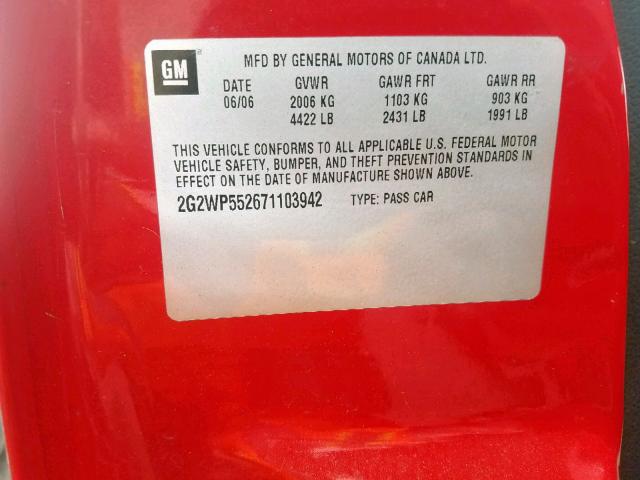 GM
MFD BY GENERAL MOTORS OF CANADA LTD.
DATE GVWR GAWR FRT GAWR RR
06/06 2006 KG 1103 KG 903 KG
4422 LB 2431 LB 1991 LB
THIS VEHICLE CONFORMS TO ALL APPLICABLE U.S. FEDERAL MOTOR
VEHICLE SAFETY, BUMPER, AND THEFT PREVENTION STANDARDS IN
EFFECT ON THE DATE OF MANUFACTURE SHOWN ABOVE.
2G2WP552671103942 TYPE: PASS CAR